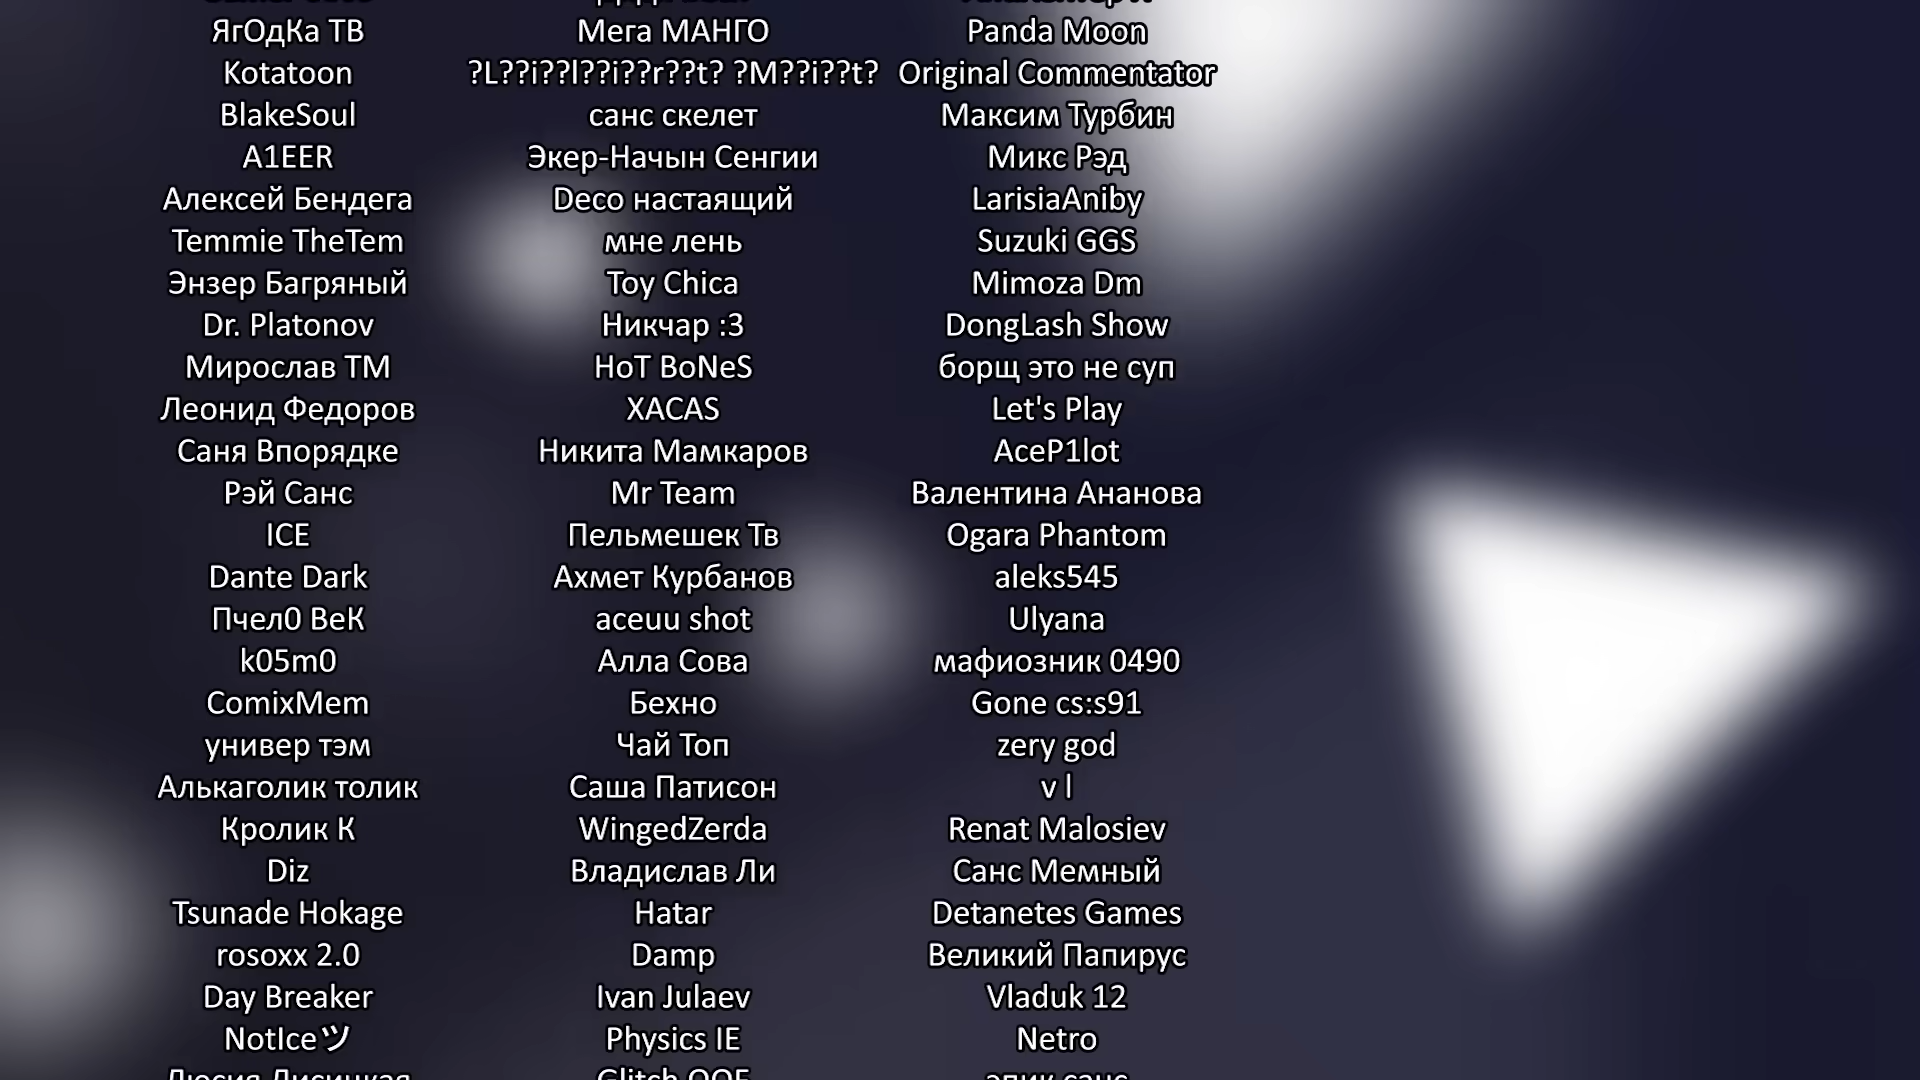 ЯгОдКа ТВ Мега МАНГО Panda Moon
Kotatoon ?L??i??l??i??r??t? ?M??i??t? Original Commentator
BlakeSoul санс скелет Максим Турбин
A1EER Экер-Начын Сенгии Микс Рэд
Алексей Бендега Deco настаящий LarisiaAniby
Temmie TheTem мне лень Suzuki GGS
Энзер Багряный Toy Chica Mimoza Dm
Dr. Platonov Никчар :3 DongLash Show
Мирослав ТМ HoT BoNeS борщ это не суп
Леонид Федоров XACAS Let's Play
Саня Впорядке Никита Мамкаров AceP1lot
Рэй Санс Mr Team Валентина Ананова
ICE Пельмешек Тв Ogara Phantom
Dante Dark Ахмет Курбанов aleks545
Пчел0 ВеК aceuu shot Ulyana
k05m0 Алла Сова мафиозник 0490
ComixMem Бехно Gone cs:s91
универ тэм Чай Топ zery god
Алькаголик толик Саша Патисон v l
Кролик К WingedZerda Renat Malosiev
Diz Владислав Ли Санс Мемный
Tsunade Hokage Hatar Detanetes Games
rosoxx 2.0 Damp Великий Папирус
Day Breaker Ivan Julaev Vladuk 12
NotIceツ Physics IE Netro